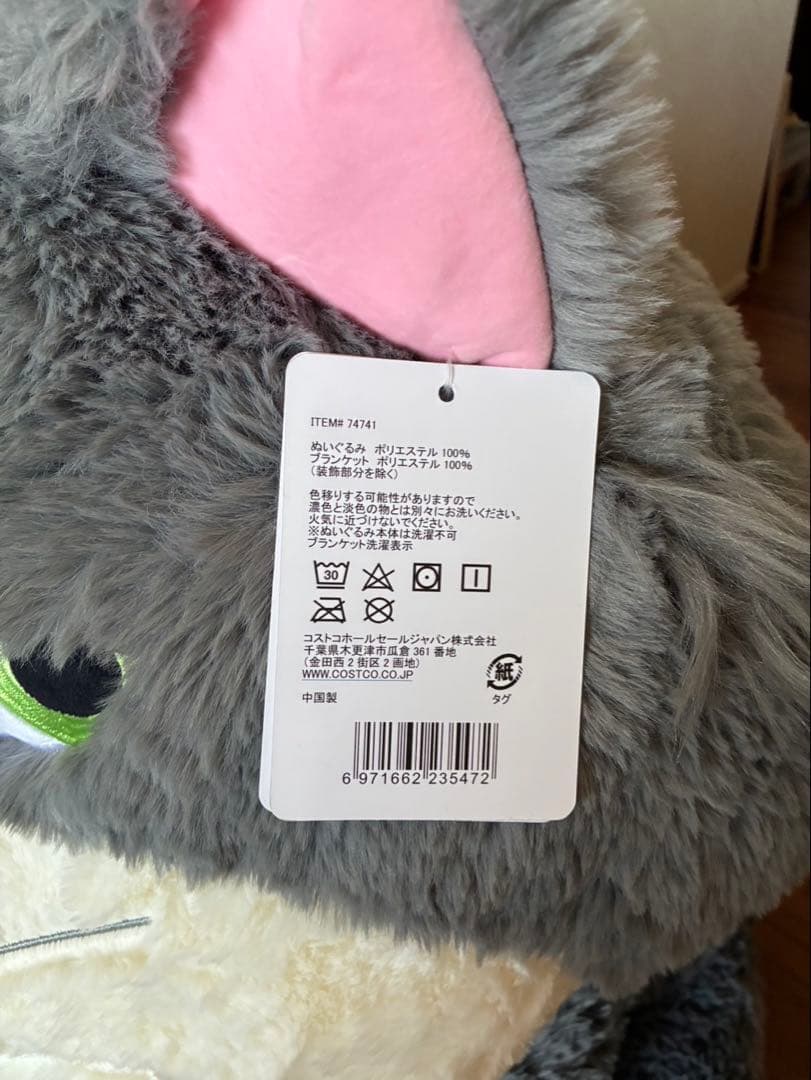 ITEM# 74741
ぬいぐるみ ポリエステル 100%
ブランケット ポリエステル 100%
(装飾部分を除く)
色移りする可能性がありますので
濃色と淡色の物とは別々にお洗いください。
火気に近づけないでください。
※ぬいぐるみ本体は洗濯不可
ブランケット洗濯表示
30
コストコホールセールジャパン株式会社
千葉県木更津市瓜倉 361 番地
(金田西 2 街区 2 画地)
WWW.COSTCO.CO.JP
紙
タグ
中国製
6 971662 235472